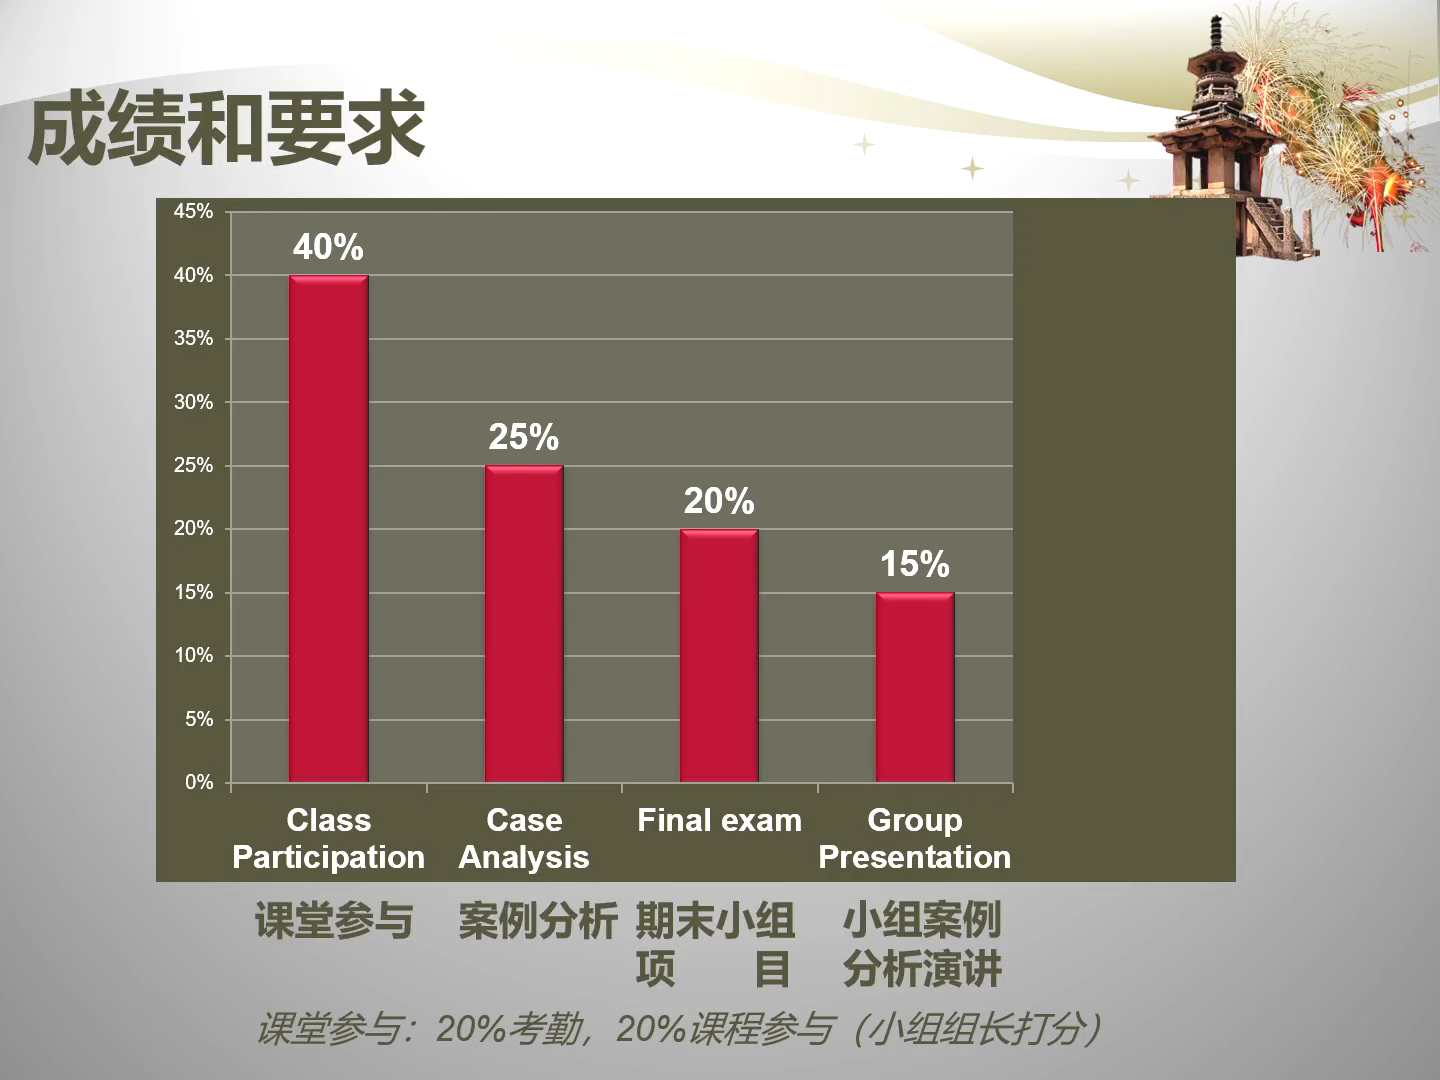 成绩和要求
45%
40%
40%
35%
30%
25%
25%
20%
20%
15%
15%
10%
5%
0%
Class
Participation
Case
Analysis
Final exam
Group
Presentation
课堂参与
案例分析
期末小组
项 目
小组案例
分析演讲
课堂参与：20%考勤，20%课程参与（小组组长打分）